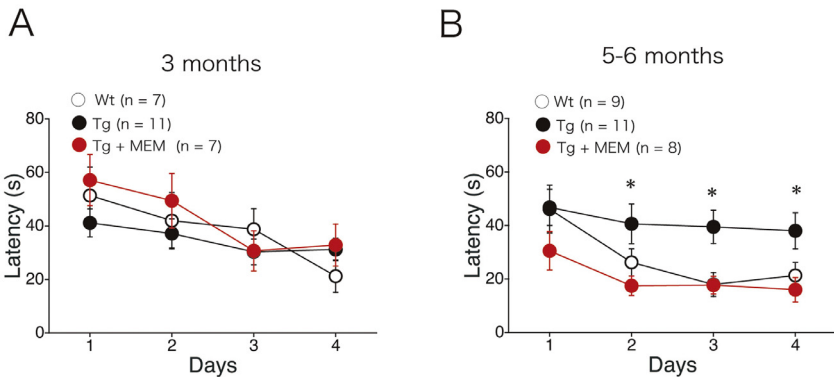 A
3 months
Wt (n = 7)
Tg (n = 11)
Tg + MEM (n = 7)
80
60
40
20
0
Latency (s)
1 2 3 4
Days
B
5-6 months
Wt (n = 9)
Tg (n = 11)
Tg + MEM (n = 8)
80
60
40
20
0
Latency (s)
* * *
1 2 3 4
Days